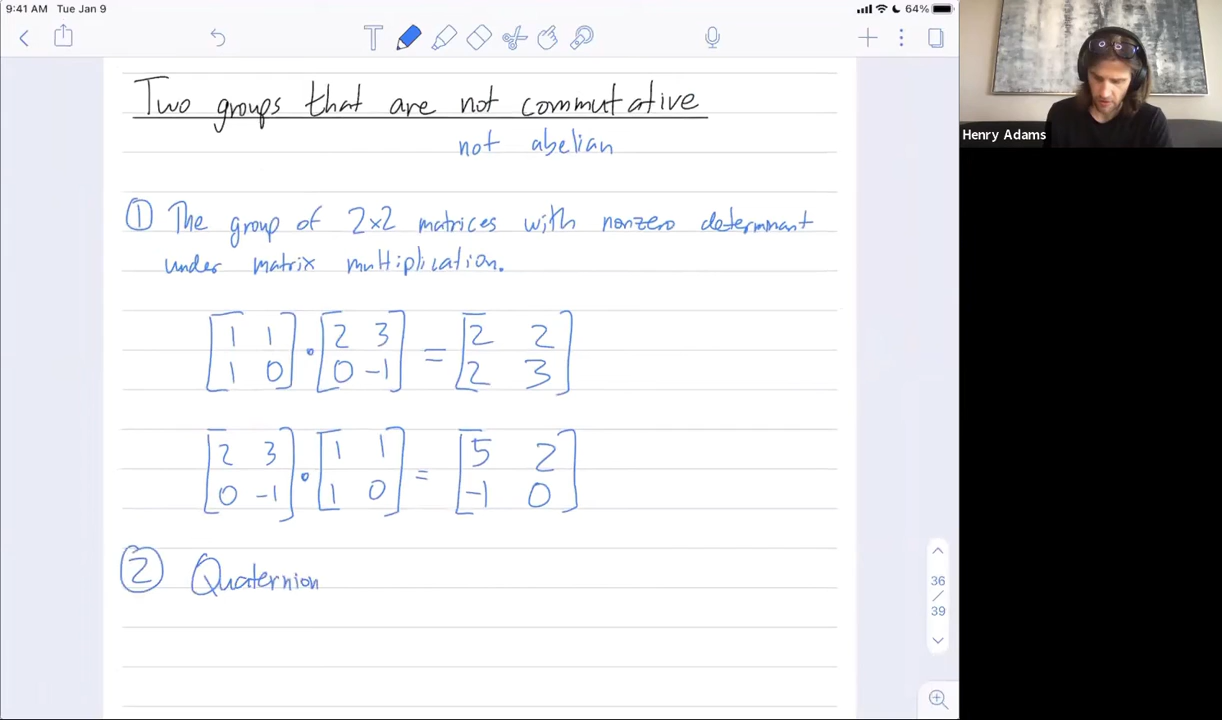 9:41 AM Tue Jan 9
64%
Two groups that are not commutative
not abelian
① The group of 2×2 matrices with nonzero determinant
under matrix multiplication.
[1 1; 1 0] · [2 3; 0 -1] = [2 2; 2 3]
[2 3; 0 -1] · [1 1; 1 0] = [5 2; -1 0]
② Quaternion
36
/
39
Henry Adams